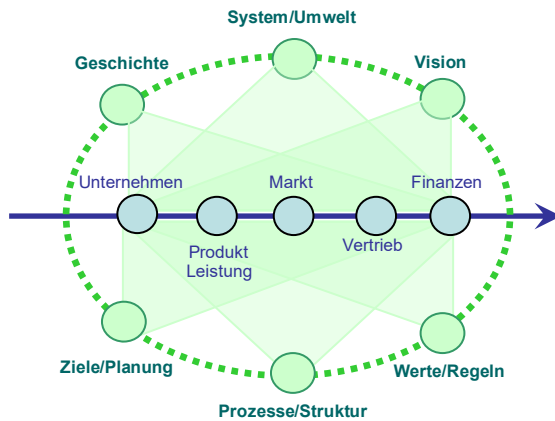 System/Umwelt
Geschichte
Vision
Unternehmen
Markt
Finanzen
Produkt
Leistung
Vertrieb
Ziele/Planung
Werte/Regeln
Prozesse/Struktur